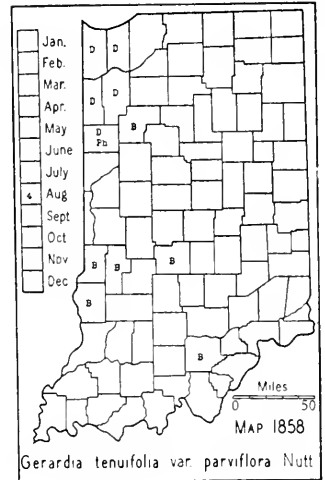 Jan.
Feb.
Mar.
Apr.
May
June
July
4 Aug
Sept
Oct
Nov
Dec
D D
D D
B
D
Ph
B B B
B
B
Miles
0 50
MAP 1858
Gerardia tenuifolia var. parviflora Nutt